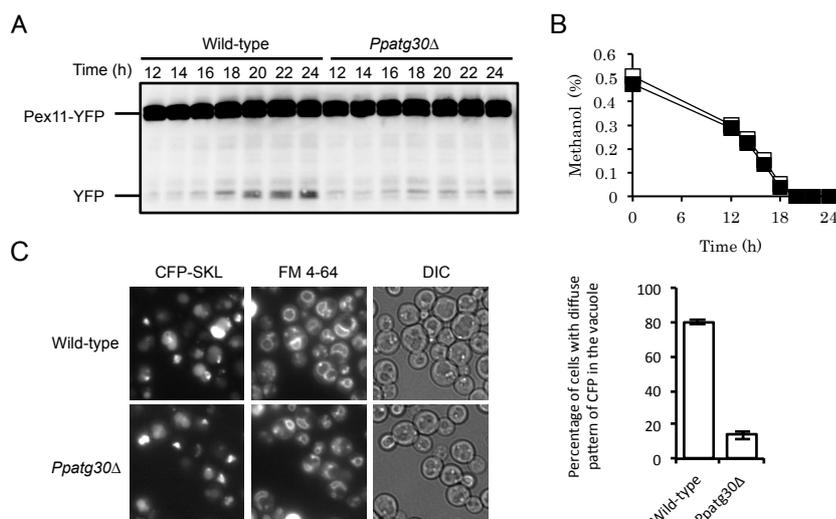 A
Wild-type
Ppatg30Δ
Time (h)
12 14 16 18 20 22 24 12 14 16 18 20 22 24
Pex11-YFP
YFP
B
0.6
0.5
0.4
0.3
0.2
0.1
0
Methanol (%)
0 6 12 18 24
Time (h)
C
CFP-SKL FM 4-64 DIC
Wild-type
Ppatg30Δ
Percentage of cells with diffuse
pattern of CFP in the vacuole
100
80
60
40
20
0
Wild-type
Ppatg30Δ